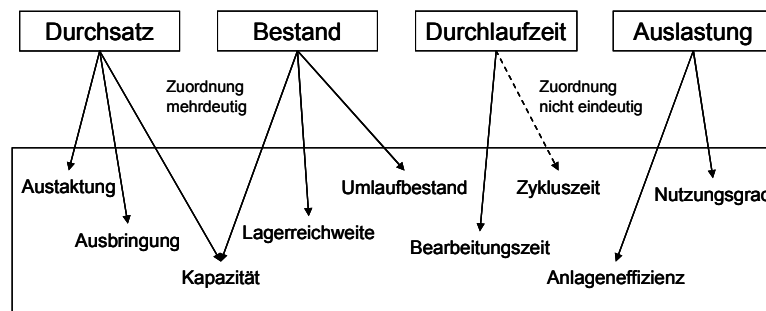 Durchsatz
Bestand
Durchlaufzeit
Auslastung
Zuordnung
mehrdeutig
Zuordnung
nicht eindeutig
Austaktung
Umlaufbestand
Zykluszeit
Nutzungsgrad
Ausbringung
Lagerreichweite
Bearbeitungszeit
Kapazität
Anlageneffizienz